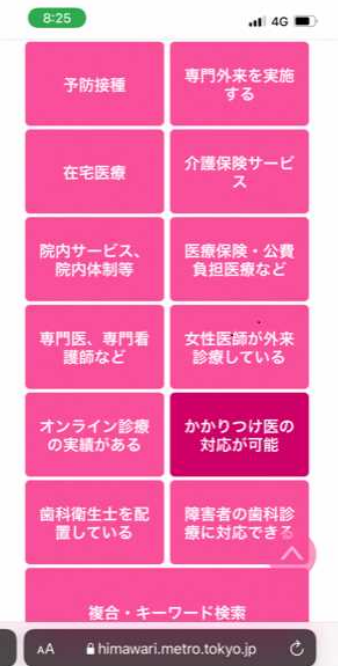 8:25
4G
予防接種
専門外来を実施
する
在宅医療
介護保険サービ
ス
院内サービス、
院内体制等
医療保険・公費
負担医療など
専門医、専門看
護師など
女性医師が外来
診療している
オンライン診療
の実績がある
かかりつけ医の
対応が可能
歯科衛生士を配
置している
障害者の歯科診
療に対応できる
複合・キーワード検索
AA
himawari.metro.tokyo.jp